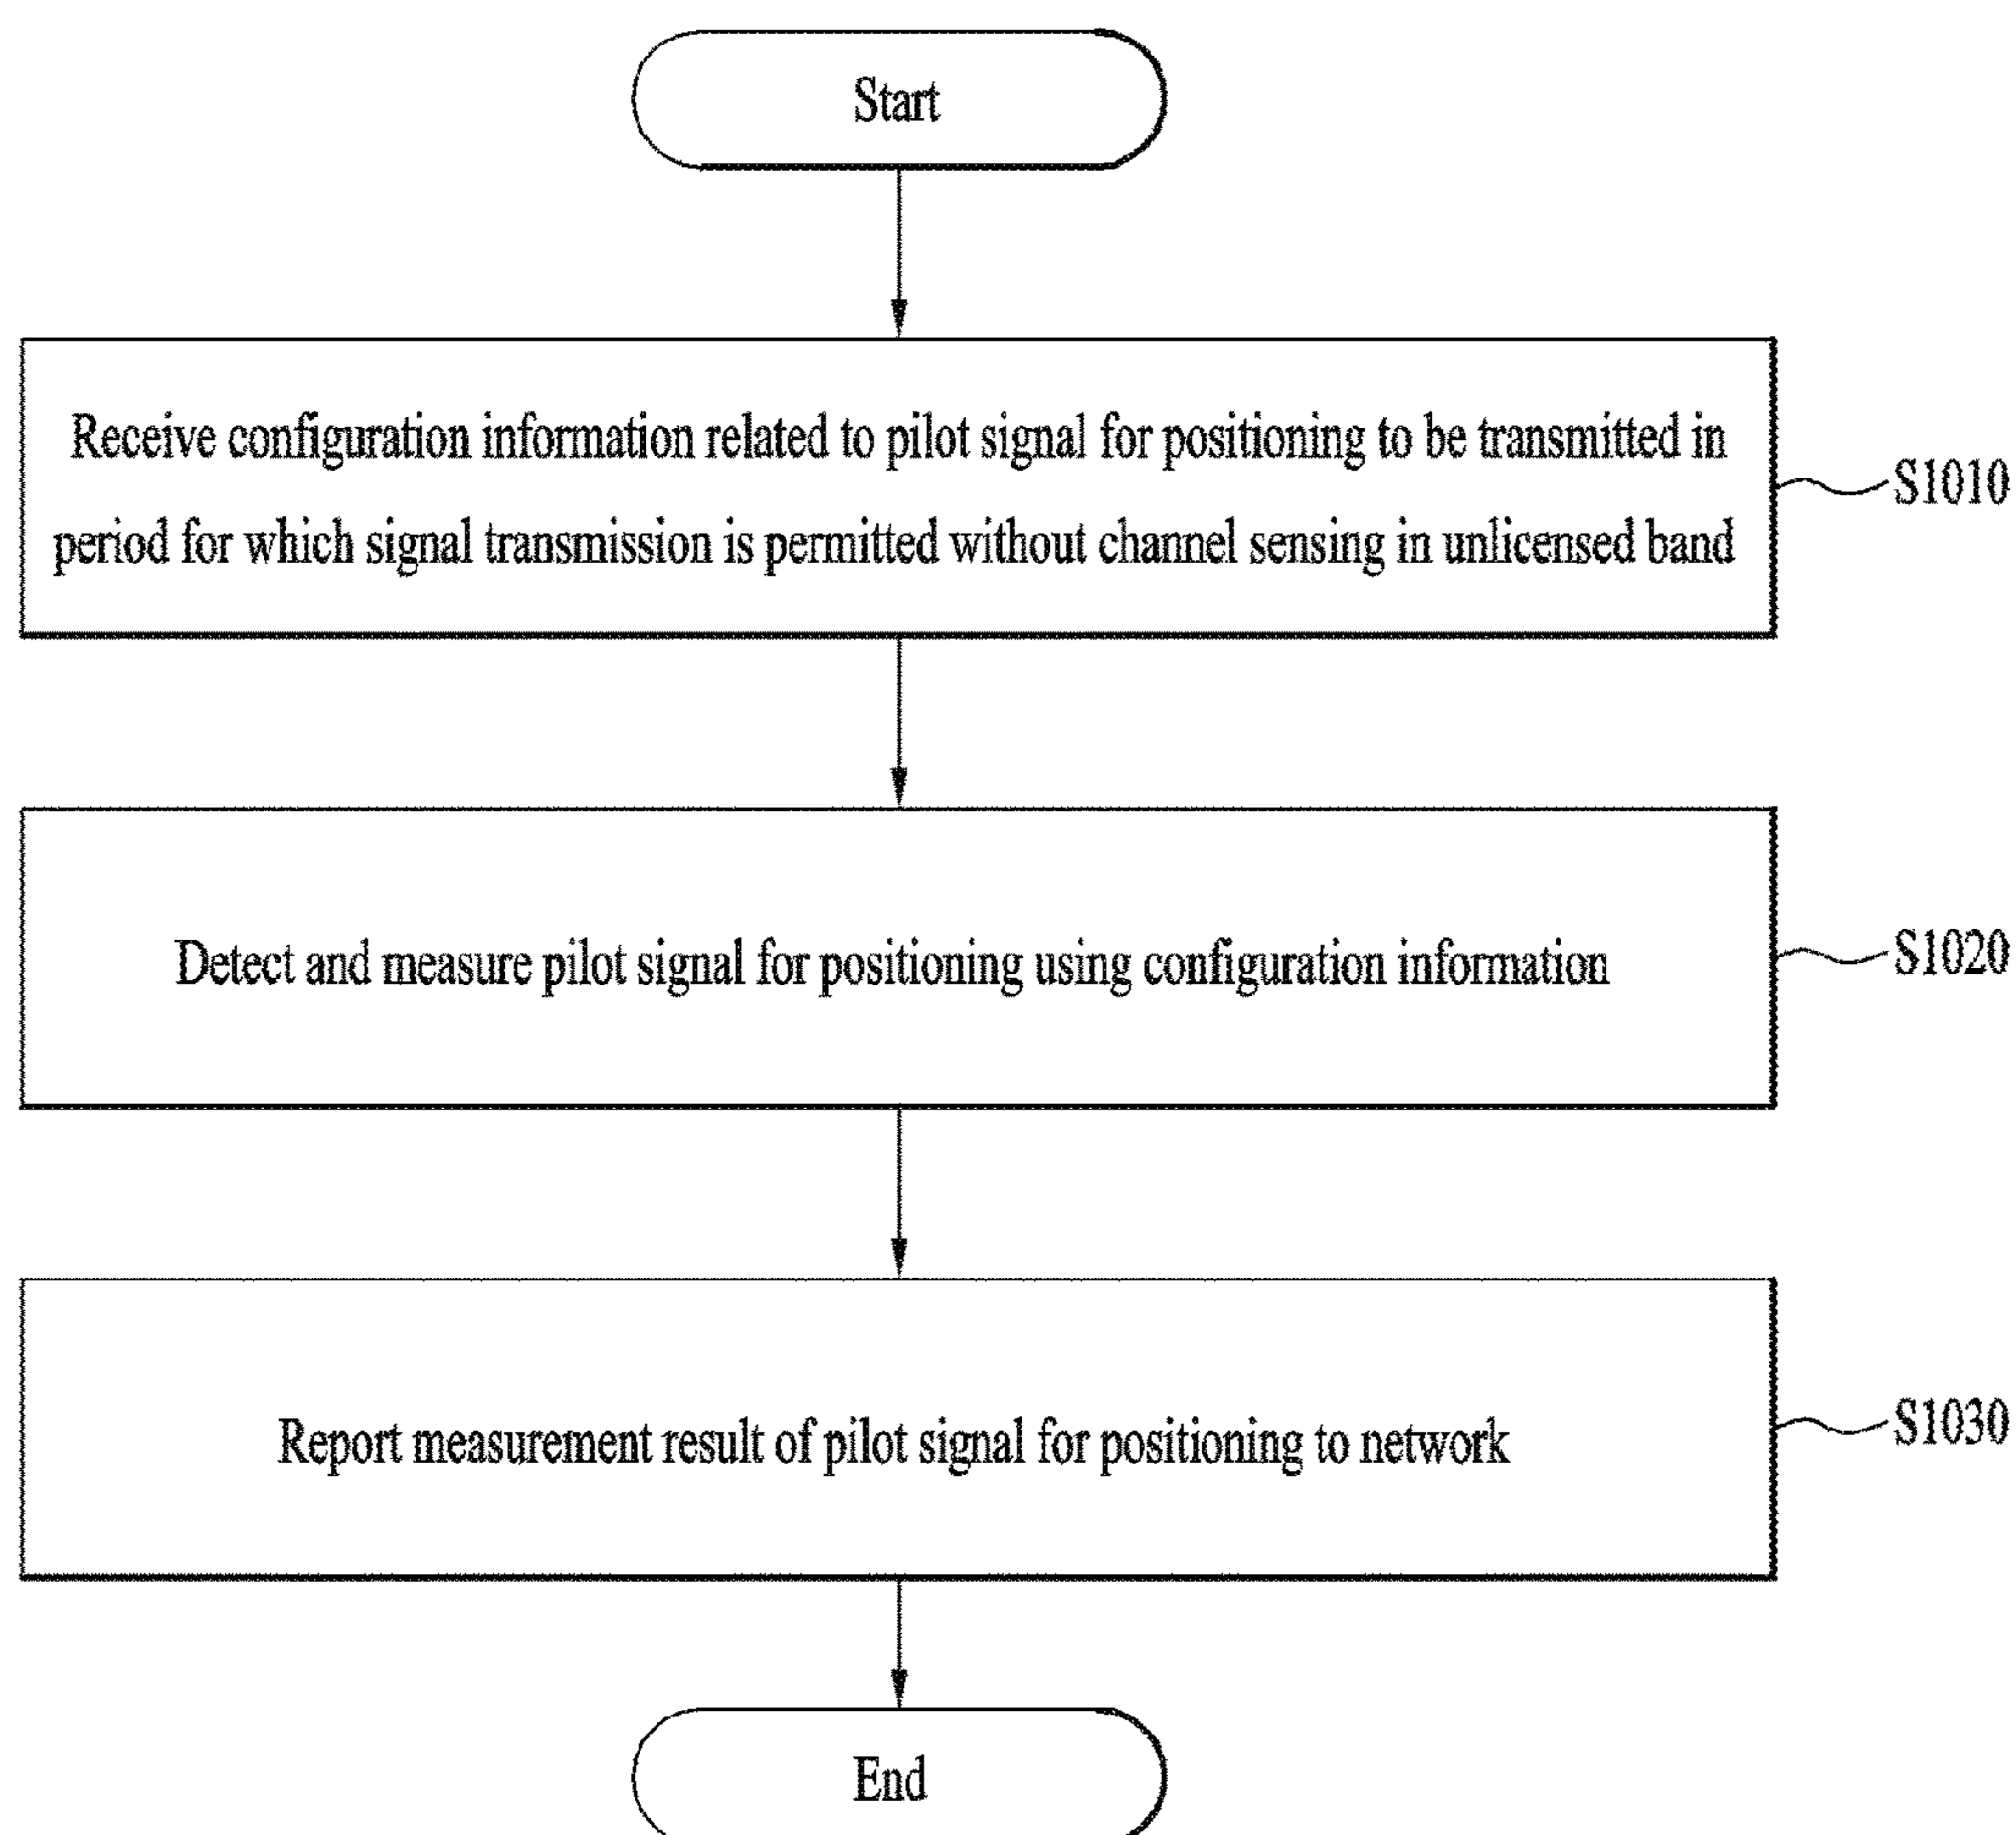 Start
Receive configuration information related to pilot signal for positioning to be transmitted in
period for which signal transmission is permitted without channel sensing in unlicensed band
S1010
Detect and measure pilot signal for positioning using configuration information
S1020
Report measurement result of pilot signal for positioning to network
S1030
End